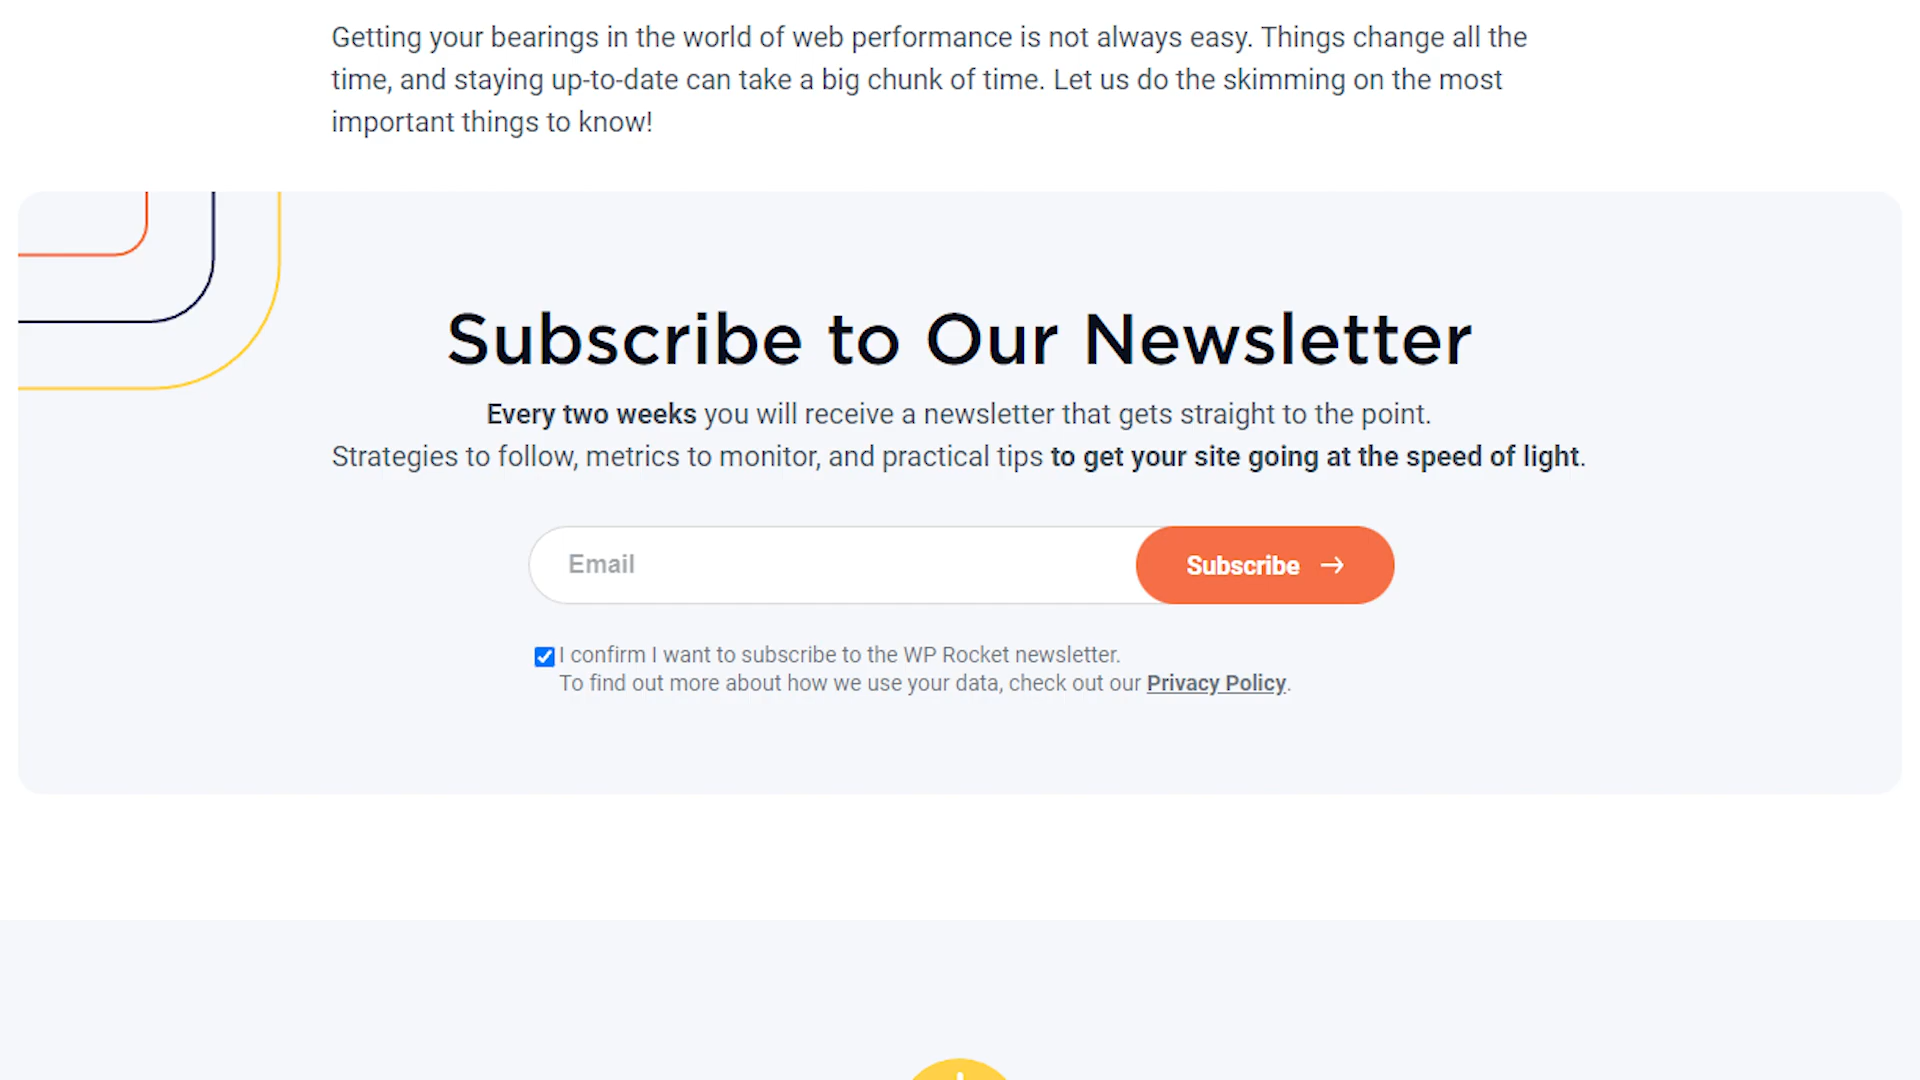 Getting your bearings in the world of web performance is not always easy. Things change all the
time, and staying up-to-date can take a big chunk of time. Let us do the skimming on the most
important things to know!
Subscribe to Our Newsletter
Every two weeks you will receive a newsletter that gets straight to the point.
Strategies to follow, metrics to monitor, and practical tips to get your site going at the speed of light.
Email
Subscribe →
I confirm I want to subscribe to the WP Rocket newsletter.
To find out more about how we use your data, check out our Privacy Policy.